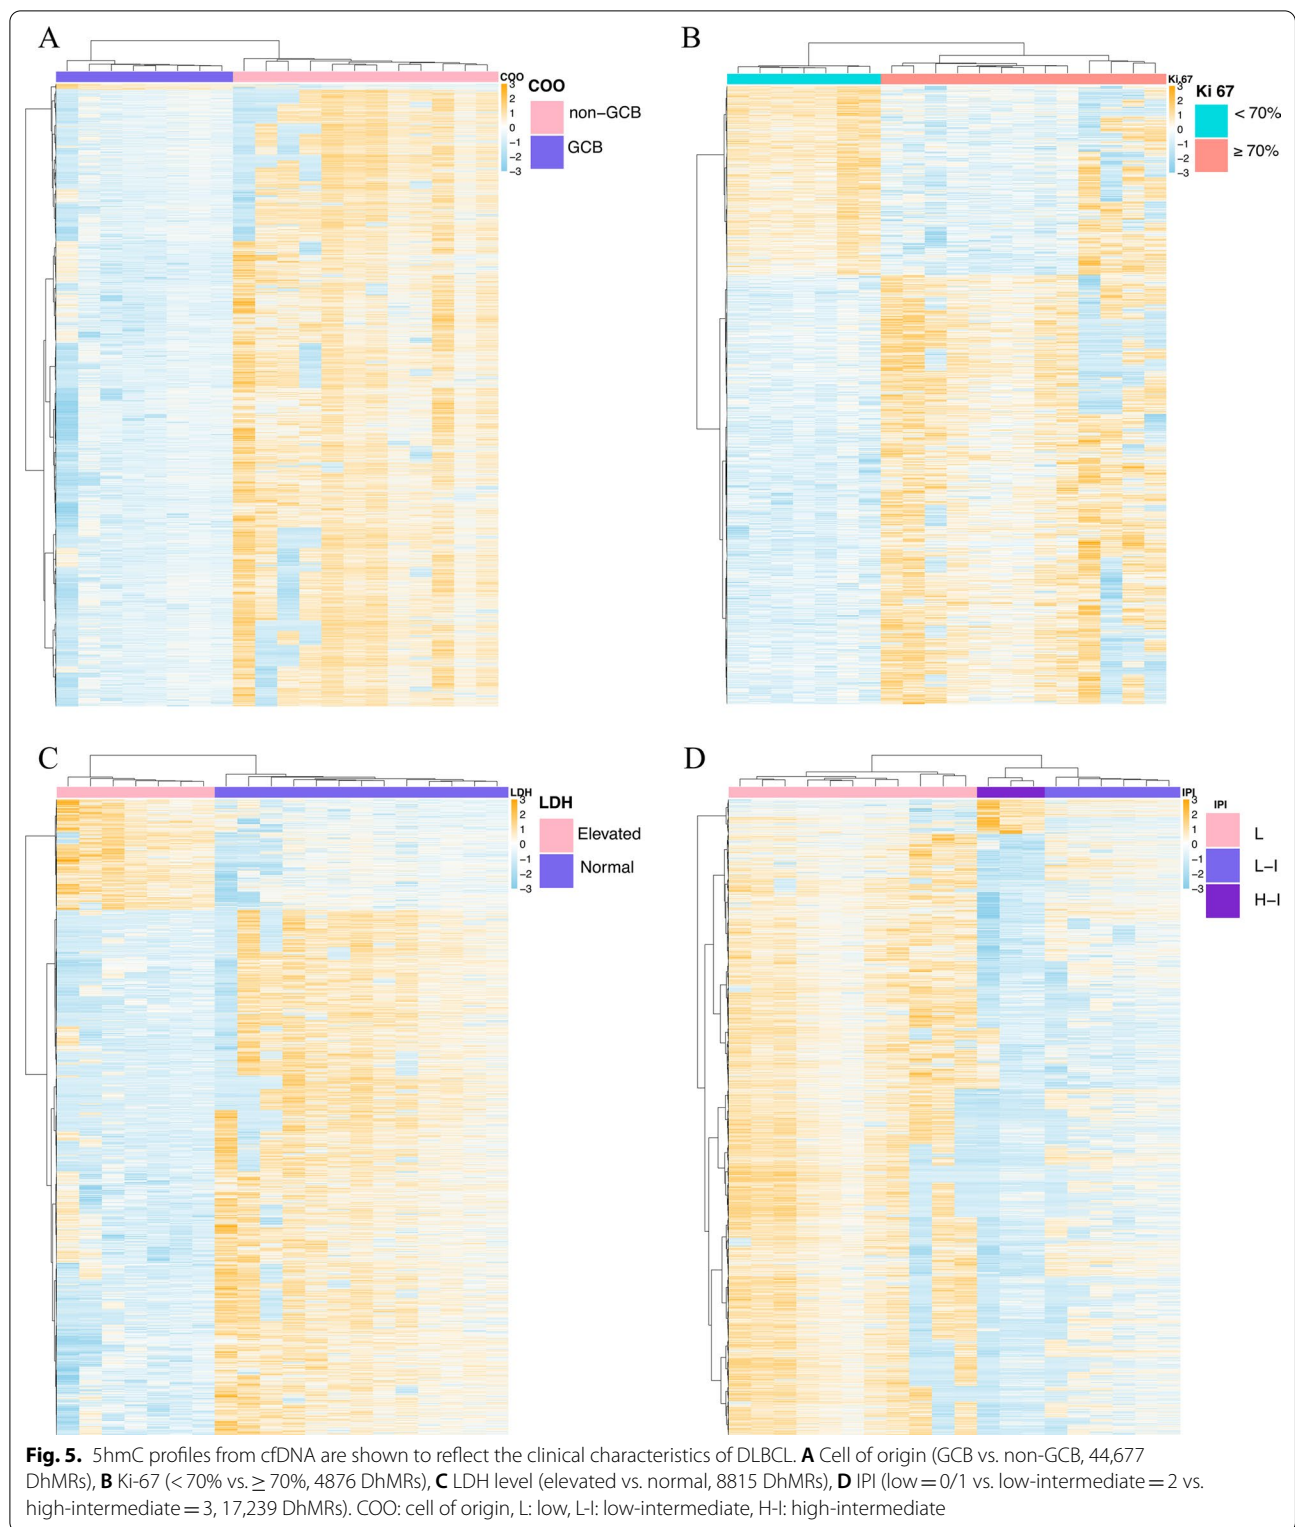 A
COO
3
2
1
0
−1
−2
−3
COO
non−GCB
GCB
B
Ki 67
3
2
1
0
−1
−2
−3
Ki 67
< 70%
≥ 70%
C
LDH
3
2
1
0
−1
−2
−3
LDH
Elevated
Normal
D
IPI
3
2
1
0
−1
−2
−3
IPI
L
L−I
H−I
Fig. 5. 5hmC profiles from cfDNA are shown to reflect the clinical characteristics of DLBCL. A Cell of origin (GCB vs. non-GCB, 44,677
DhMRs), B Ki-67 (< 70% vs. ≥ 70%, 4876 DhMRs), C LDH level (elevated vs. normal, 8815 DhMRs), D IPI (low = 0/1 vs. low-intermediate = 2 vs.
high-intermediate = 3, 17,239 DhMRs). COO: cell of origin, L: low, L-I: low-intermediate, H-I: high-intermediate